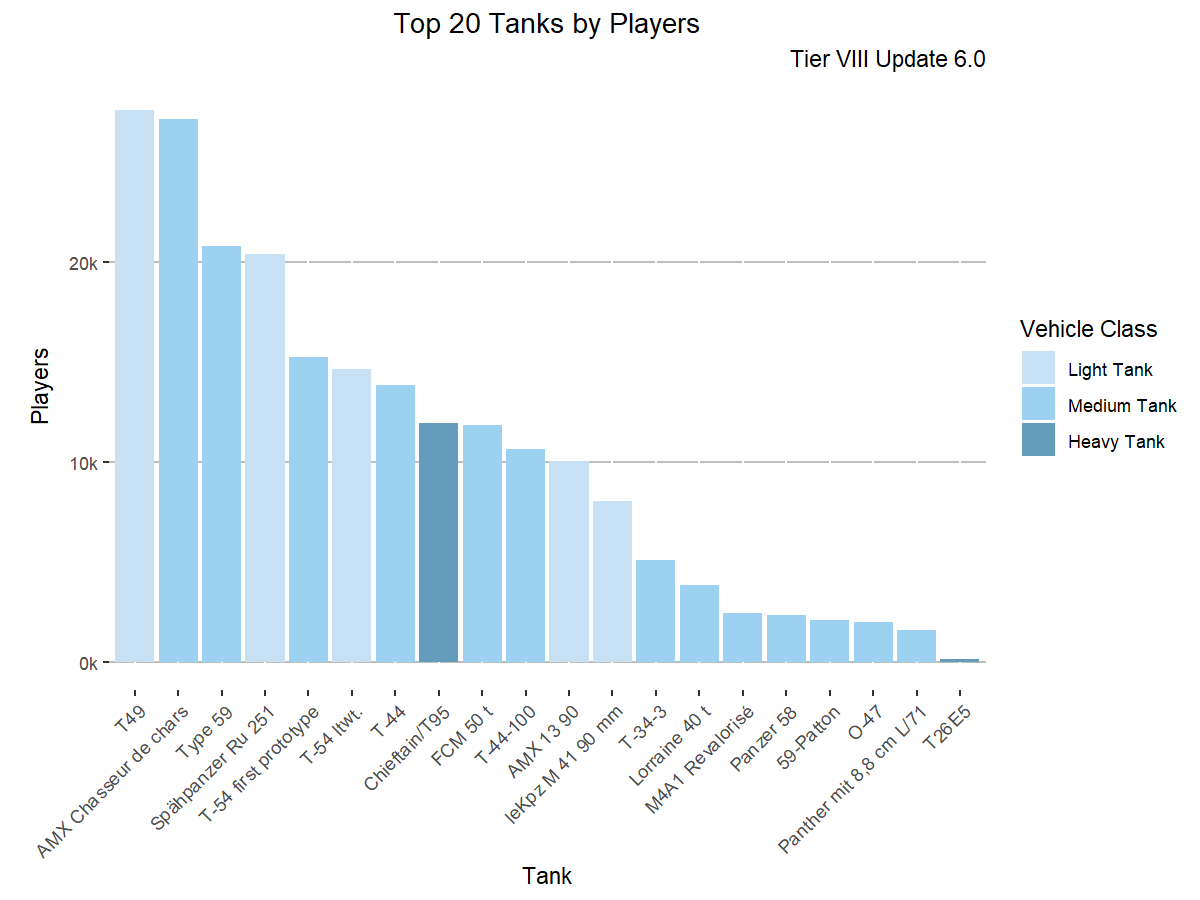 Top 20 Tanks by Players
Tier VIII Update 6.0
Players
20k
10k
0k
T49
AMX Chasseur de chars
Type 59
Spähpanzer Ru 251
T-54 first prototype
T-54 ltwt.
T-44
Chieftain/T95
FCM 50 t
T-44-100
AMX 13 90
leKpz M 41 90 mm
T-34-3
Lorraine 40 t
M4A1 Revalorisé
Panzer 58
59-Patton
O-47
Panther mit 8,8 cm L/71
T26E5
Tank
Vehicle Class
Light Tank
Medium Tank
Heavy Tank